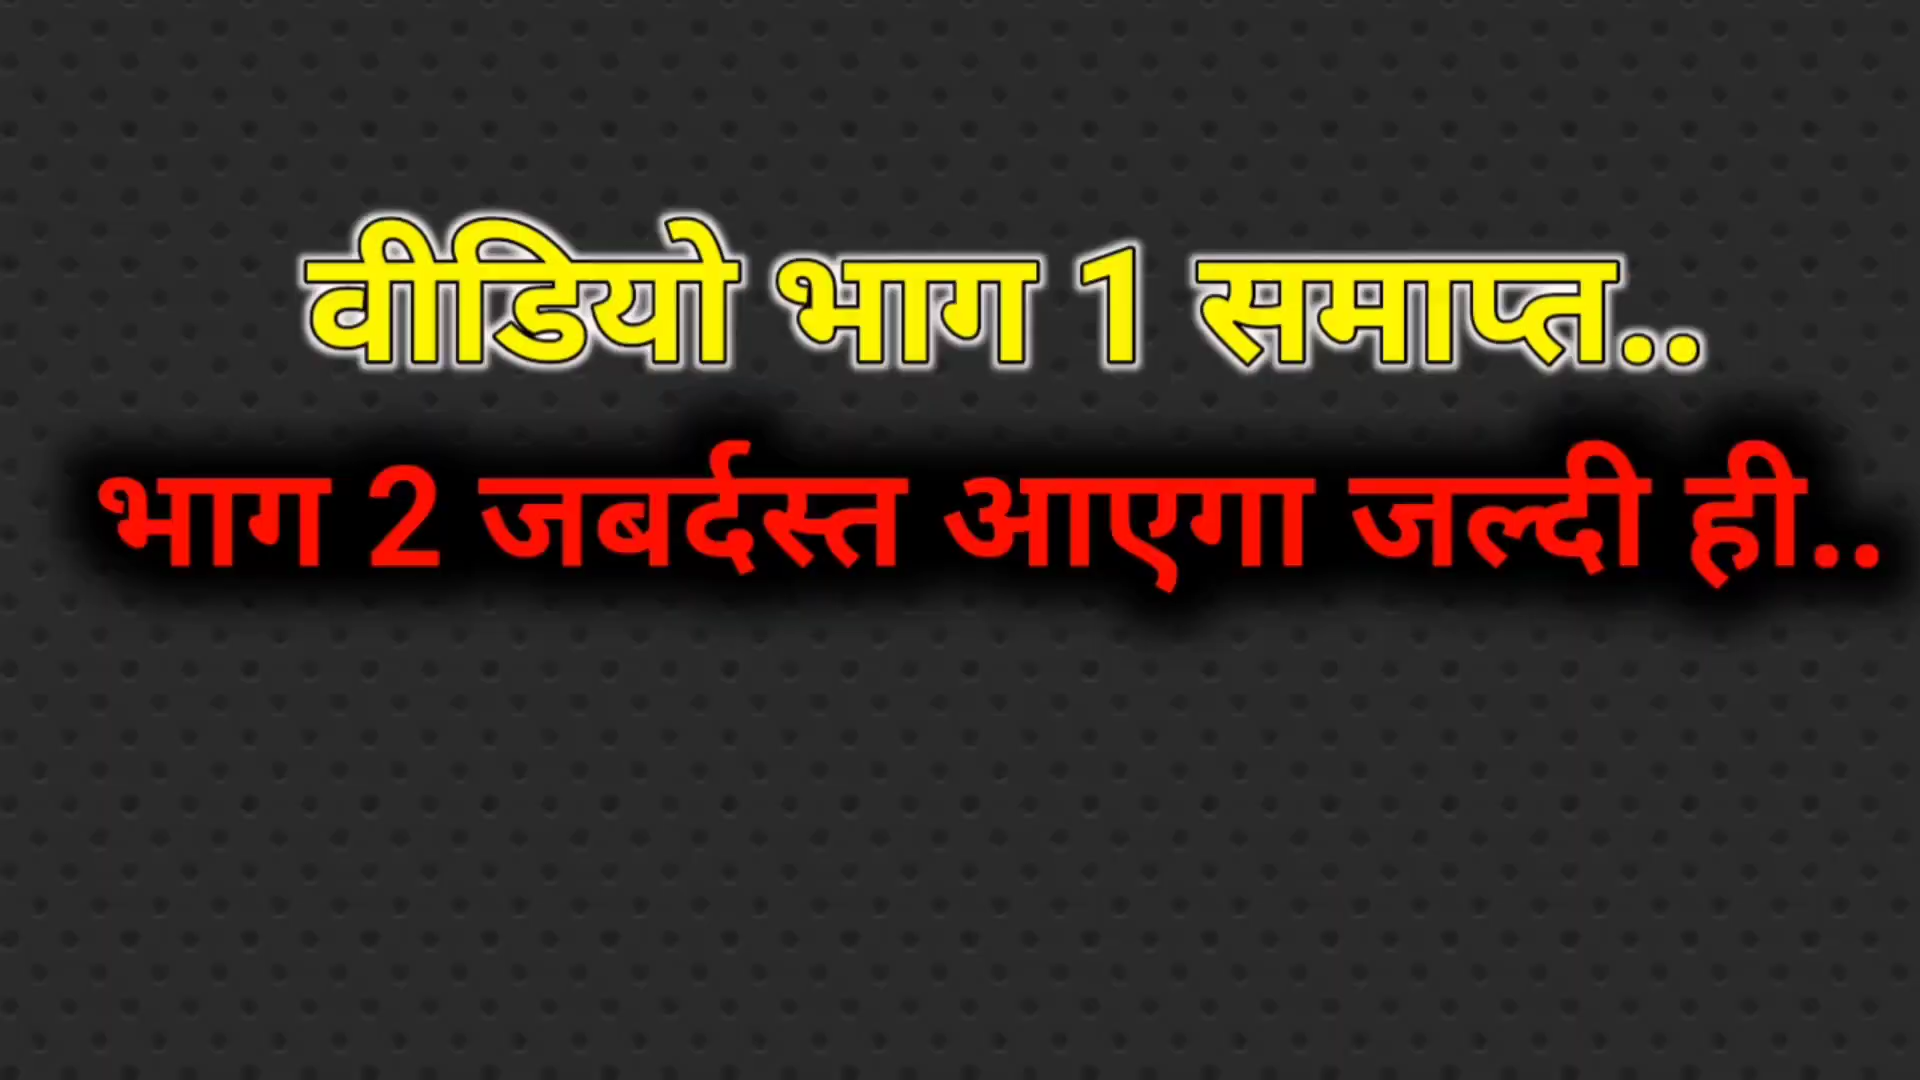 वीडियो भाग 1 समाप्त..
भाग 2 जबर्दस्त आएगा जल्दी ही..